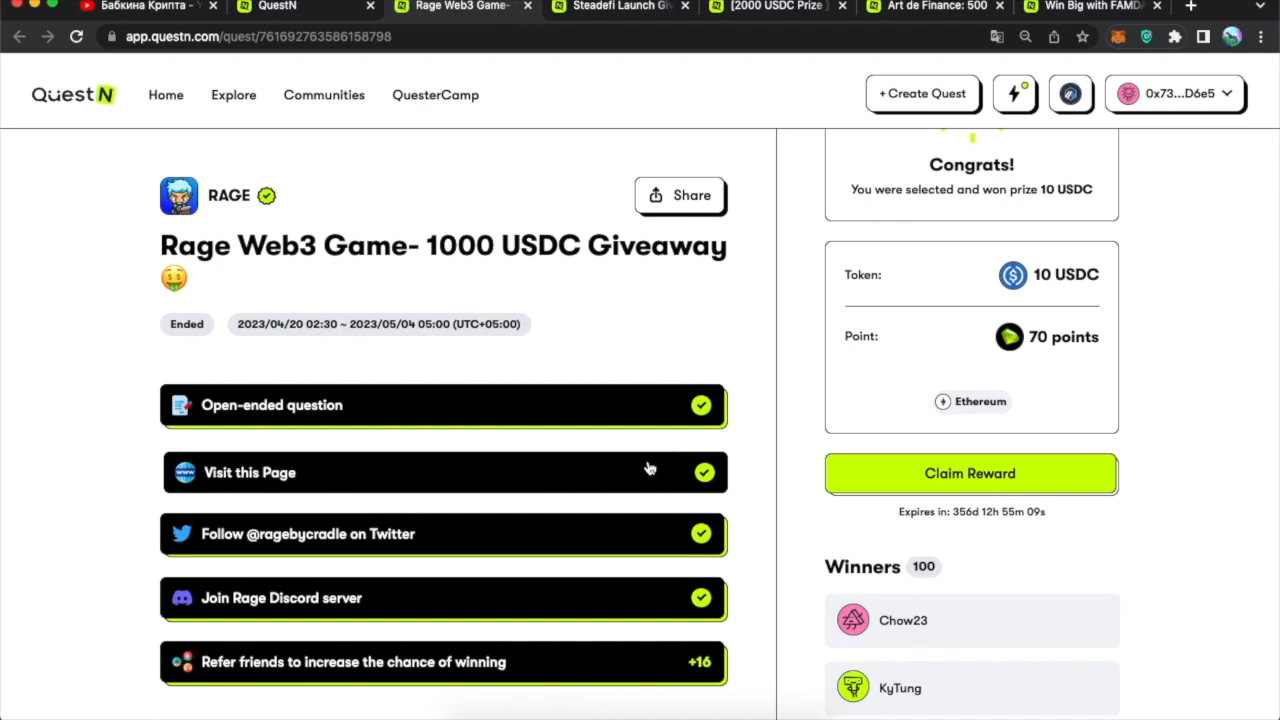 Бабкина Крипта -
QuestN
Rage Web3 Game-
Steadefi Launch Gi
[2000 USDC Prize
Art de Finance: 500
Win Big with FAMDA
app.questn.com/quest/761692763586158798
QuestN
Home
Explore
Communities
QuesterCamp
+ Create Quest
0x73...D6e5
RAGE
Share
Rage Web3 Game- 1000 USDC Giveaway
🤑
Ended
2023/04/20 02:30 ~ 2023/05/04 05:00 (UTC+05:00)
Open-ended question
Visit this Page
Follow @ragebycradle on Twitter
Join Rage Discord server
Refer friends to increase the chance of winning
+16
Congrats!
You were selected and won prize 10 USDC
Token:
10 USDC
Point:
70 points
Ethereum
Claim Reward
Expires in: 356d 12h 55m 09s
Winners 100
Chow23
KyTung